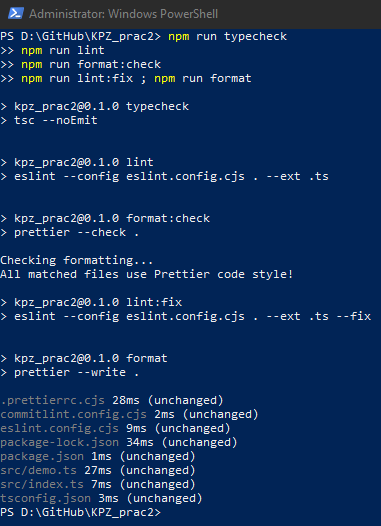 Administrator: Windows PowerShell
PS D:\GitHub\KPZ_prac2> npm run typecheck
>> npm run lint
>> npm run format:check
>> npm run lint:fix ; npm run format

> kpz_prac2@0.1.0 typecheck
> tsc --noEmit

> kpz_prac2@0.1.0 lint
> eslint --config eslint.config.cjs . --ext .ts

> kpz_prac2@0.1.0 format:check
> prettier --check .

Checking formatting...
All matched files use Prettier code style!

> kpz_prac2@0.1.0 lint:fix
> eslint --config eslint.config.cjs . --ext .ts --fix

> kpz_prac2@0.1.0 format
> prettier --write .

.prettierrc.cjs 28ms (unchanged)
commitlint.config.cjs 2ms (unchanged)
eslint.config.cjs 9ms (unchanged)
package-lock.json 34ms (unchanged)
package.json 1ms (unchanged)
src/demo.ts 27ms (unchanged)
src/index.ts 7ms (unchanged)
tsconfig.json 3ms (unchanged)
PS D:\GitHub\KPZ_prac2>